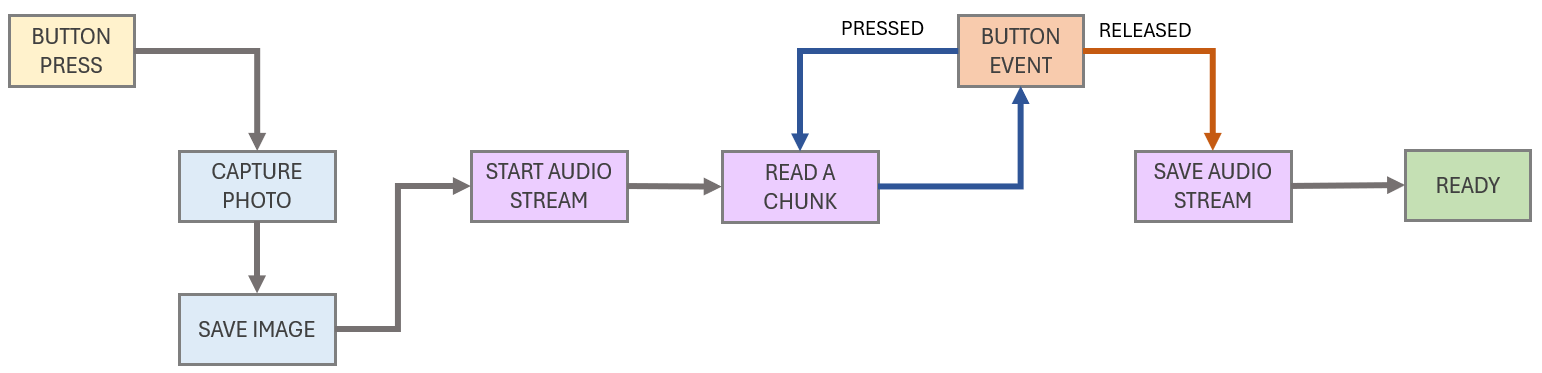 BUTTON
PRESS
CAPTURE
PHOTO
SAVE IMAGE
START AUDIO
STREAM
READ A
CHUNK
PRESSED
BUTTON
EVENT
RELEASED
SAVE AUDIO
STREAM
READY